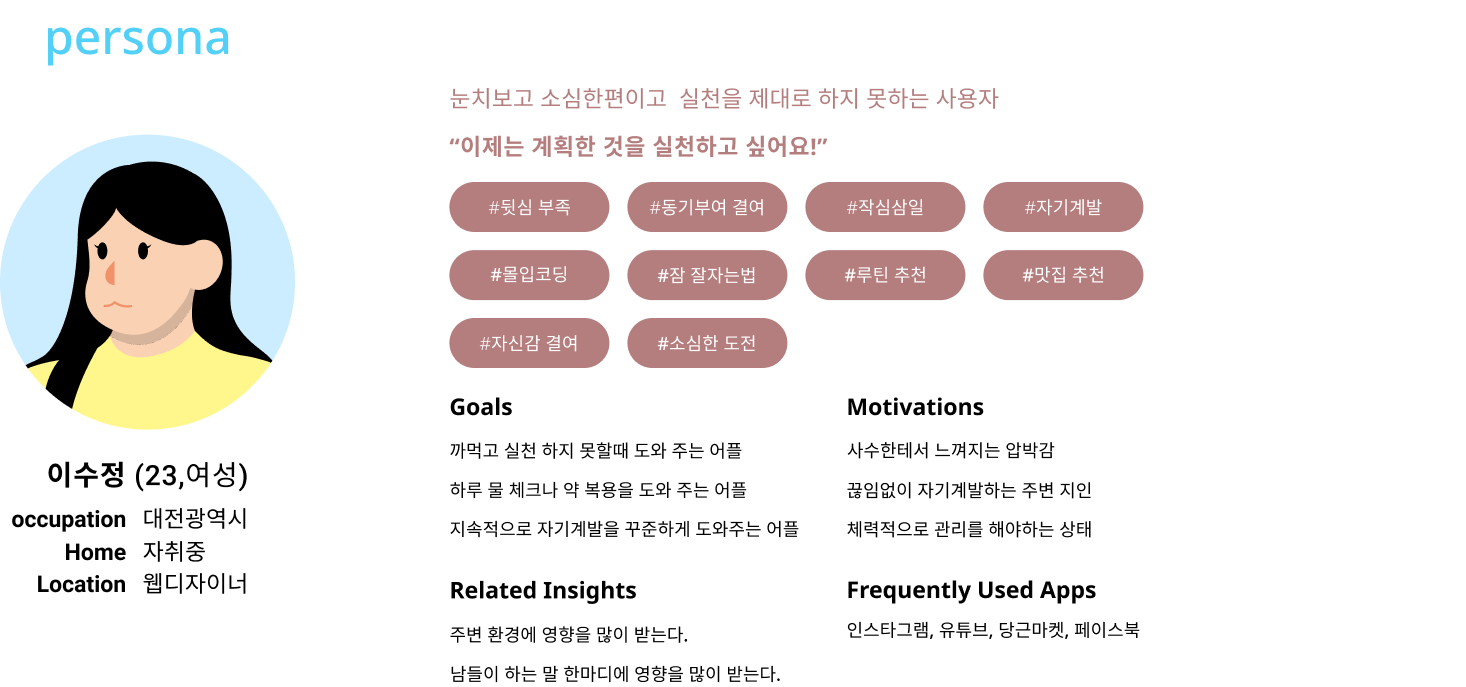 persona
눈치보고 소심한편이고 실천을 제대로 하지 못하는 사용자
“이제는 계획한 것을 실천하고 싶어요!”
#뒷심 부족
#동기부여 결여
#작심삼일
#자기계발
#몰입코딩
#잠 잘자는법
#루틴 추천
#맛집 추천
#자신감 결여
#소심한 도전
이수정 (23,여성)
occupation 대전광역시
Home 자취중
Location 웹디자이너
Goals
까먹고 실천 하지 못할때 도와 주는 어플
하루 물 체크나 약 복용을 도와 주는 어플
지속적으로 자기계발을 꾸준하게 도와주는 어플
Motivations
사수한테서 느껴지는 압박감
끊임없이 자기계발하는 주변 지인
체력적으로 관리를 해야하는 상태
Related Insights
주변 환경에 영향을 많이 받는다.
남들이 하는 말 한마디에 영향을 많이 받는다.
Frequently Used Apps
인스타그램, 유튜브, 당근마켓, 페이스북